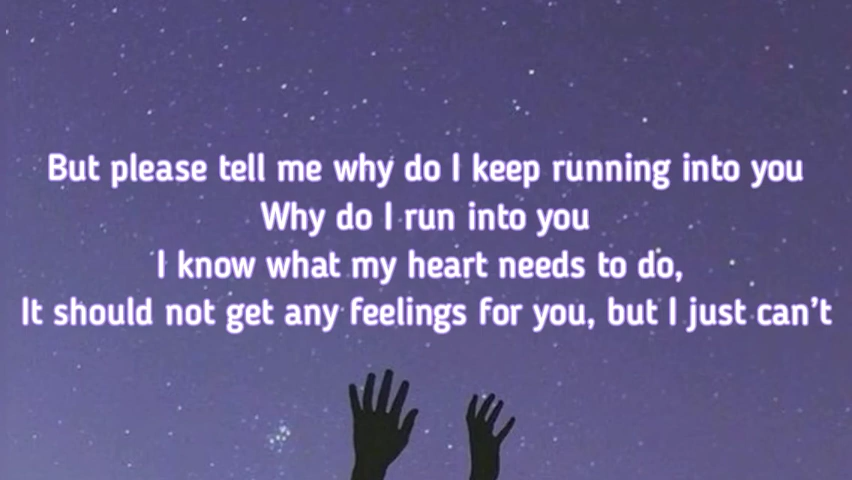 But please tell me why do I keep running into you
Why do I run into you
I know what my heart needs to do,
It should not get any feelings for you, but I just can’t